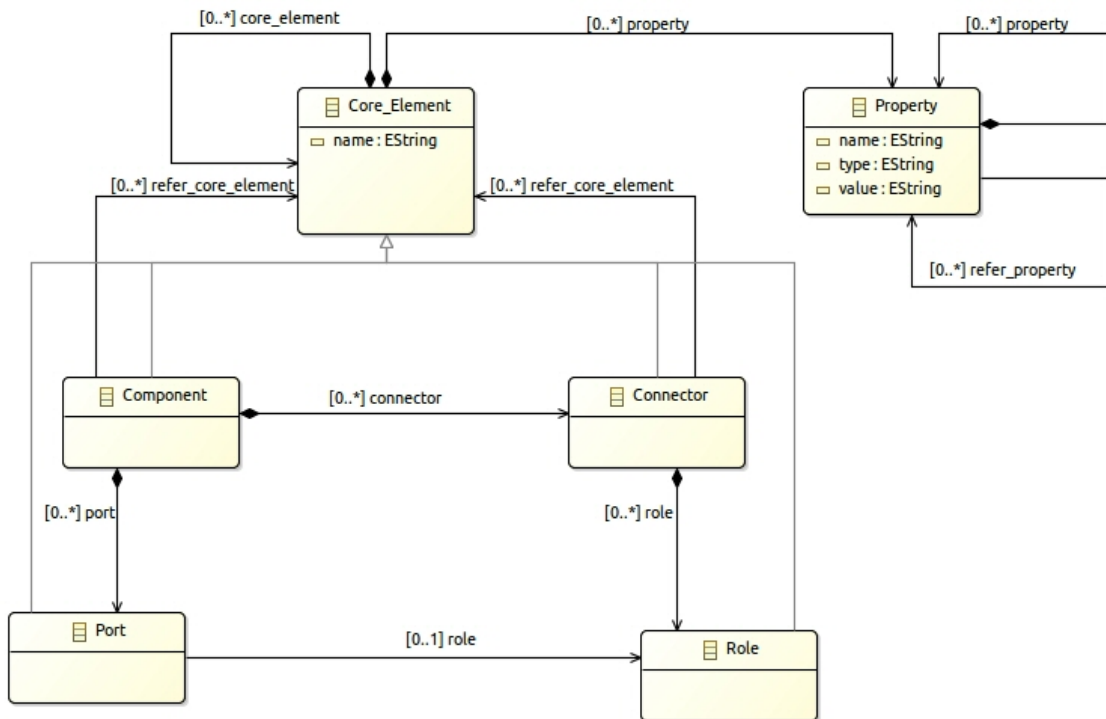 [0..*] core_element
[0..*] property
[0..*] property
Core_Element
name : EString
Property
name : EString
type : EString
value : EString
[0..*] refer_core_element
[0..*] refer_core_element
[0..*] refer_property
Component
[0..*] connector
Connector
[0..*] port
[0..*] role
Port
[0..1] role
Role